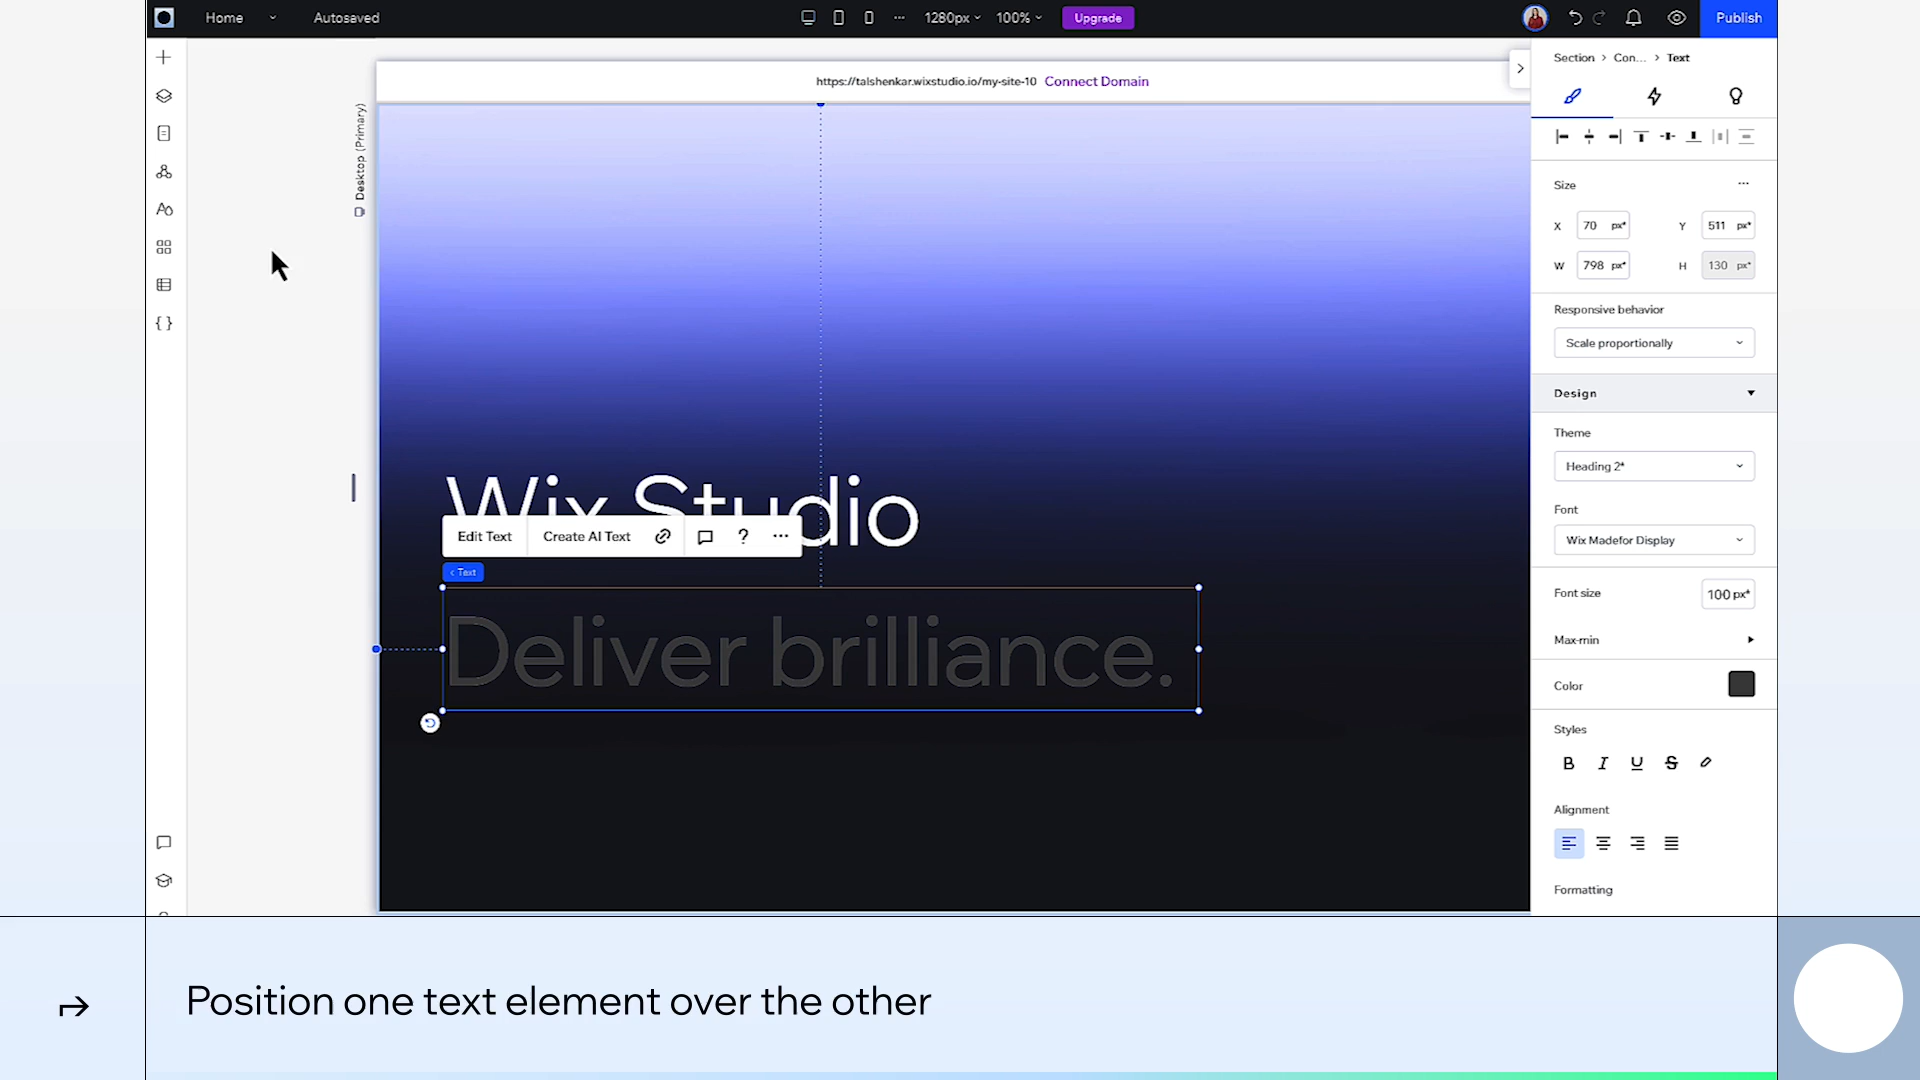 Home
Autosaved
1280px
100%
Upgrade
Publish
https://talshenkar.wixstudio.io/my-site-10 Connect Domain
Desktop (Primary)
Section > Con... > Text
Size
X 70 px* Y 511 px*
W 798 px* H 130 px*
Responsive behavior
Scale proportionally
Design
Theme
Heading 2*
Font
Wix Madefor Display
Font size 100 px*
Max-min
Color
Styles
B I U S
Alignment
Formatting
Wix Studio
Edit Text Create AI Text ? ...
< Text
Deliver brilliance.
Position one text element over the other